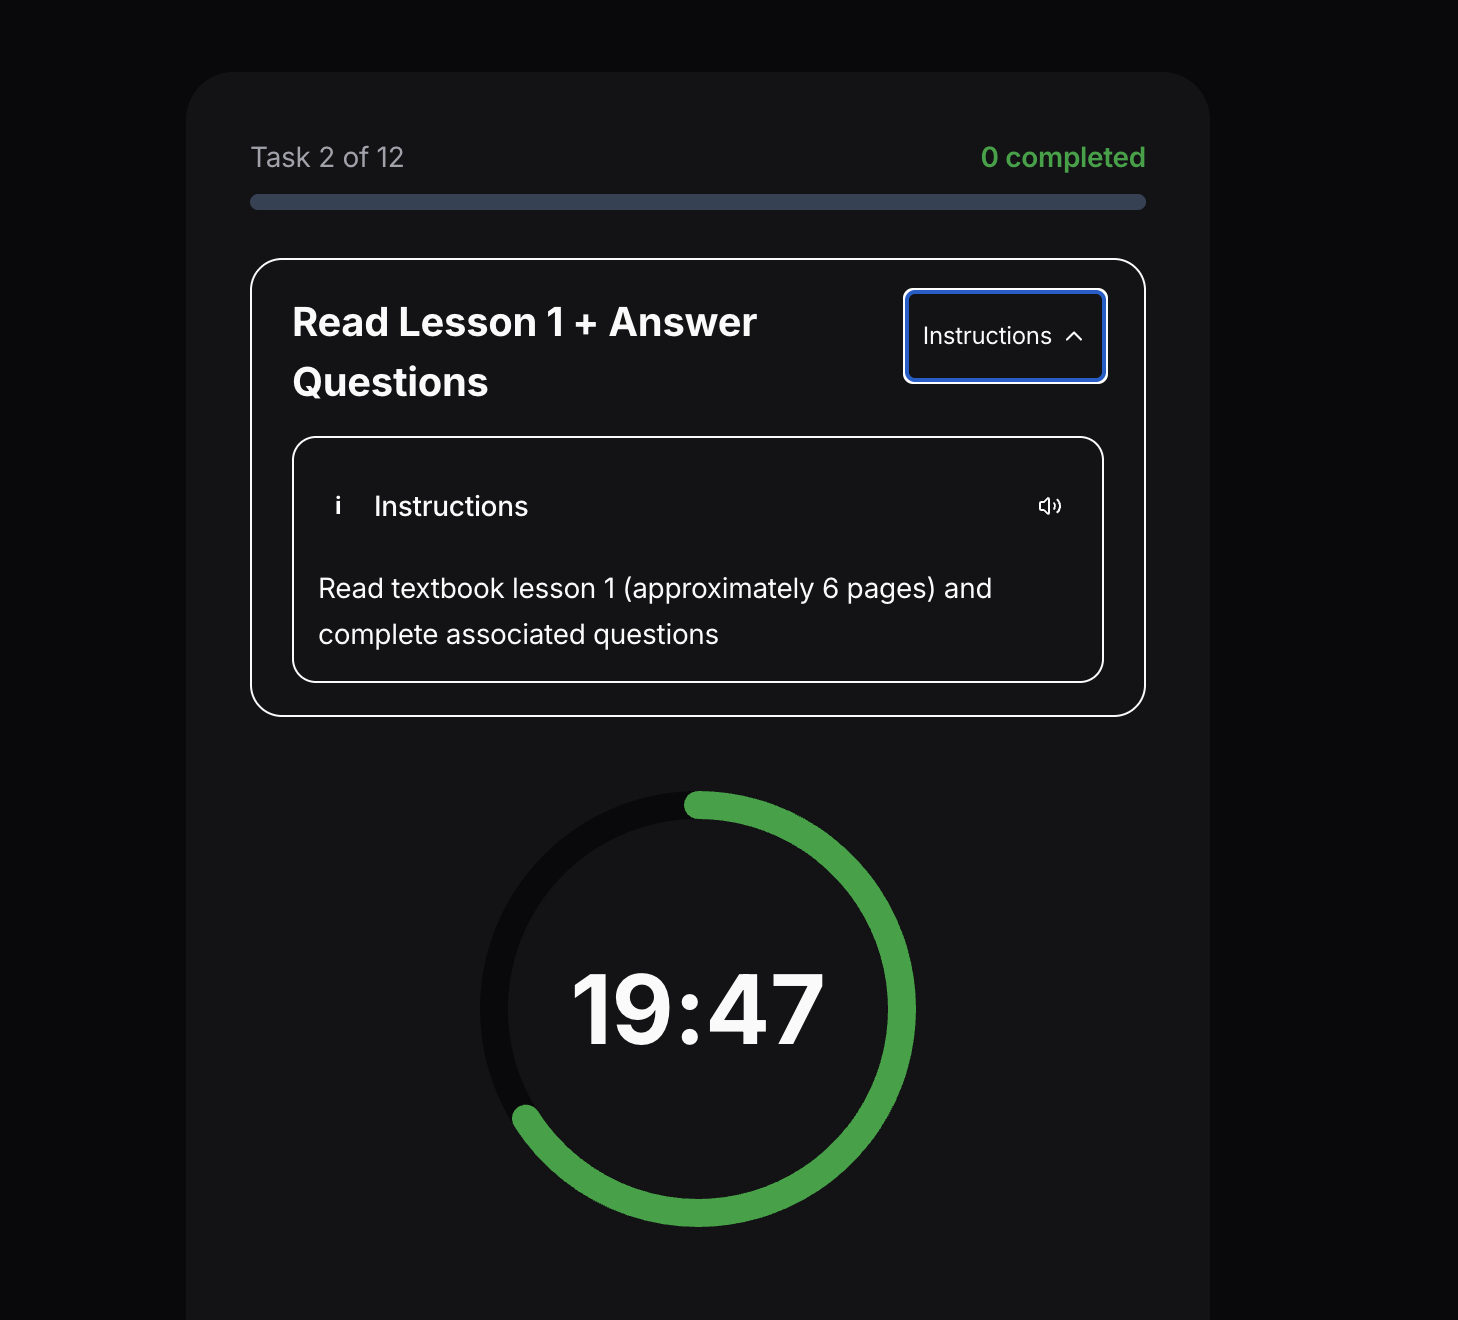 Task 2 of 12
0 completed
Read Lesson 1 + Answer
Questions
Instructions
i Instructions
Read textbook lesson 1 (approximately 6 pages) and
complete associated questions
19:47